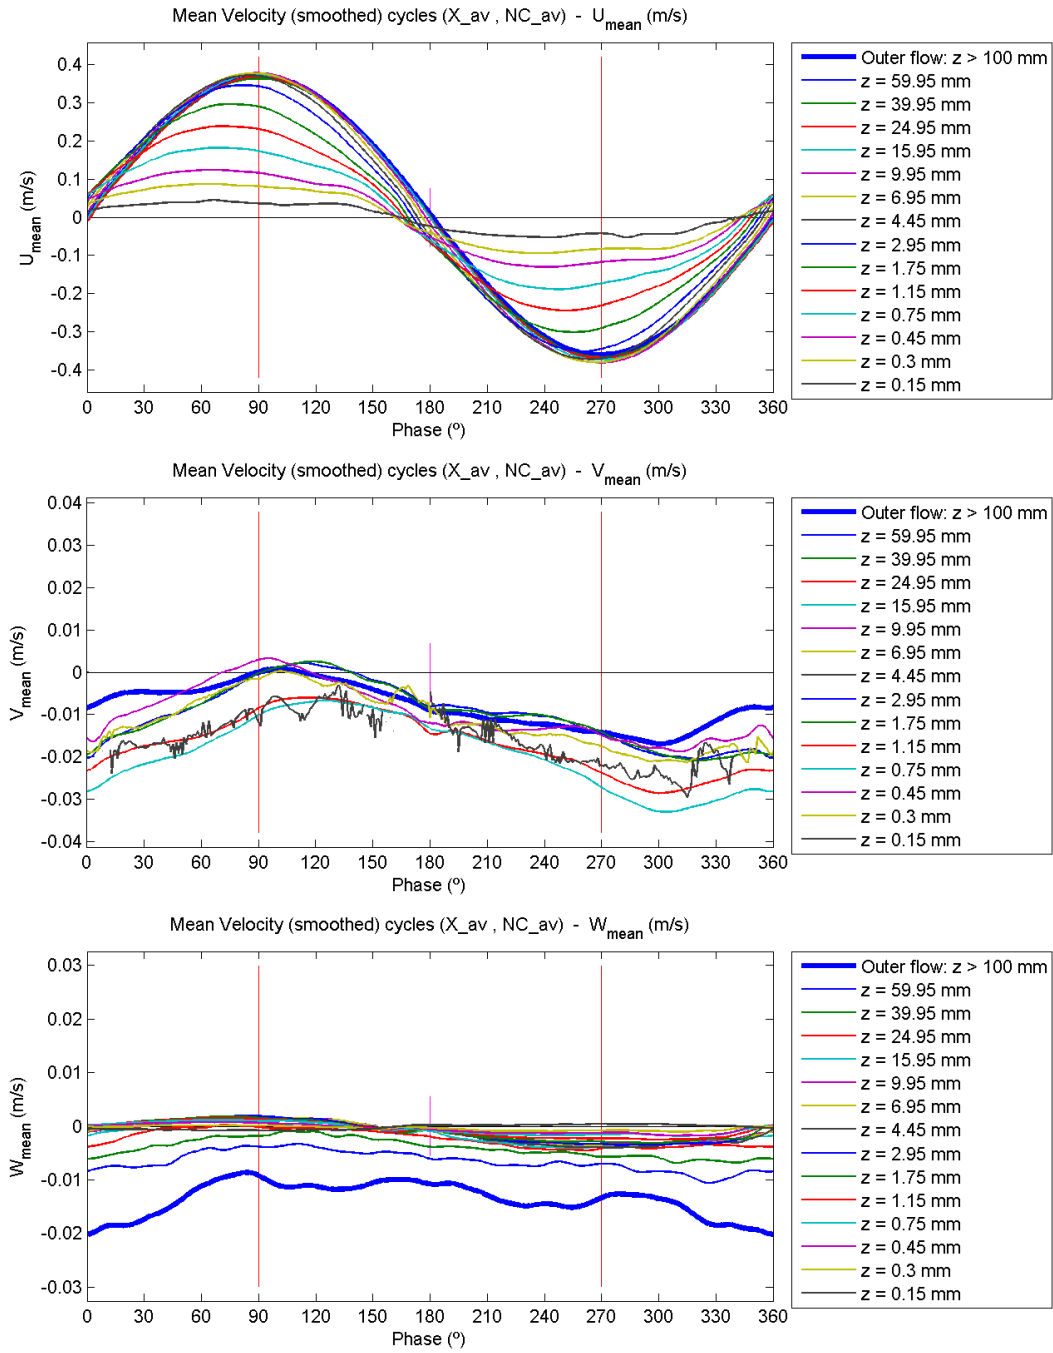 Mean Velocity (smoothed) cycles (X_av , NC_av) - U_mean (m/s)
0.4
0.3
0.2
0.1
0
-0.1
-0.2
-0.3
-0.4
U_mean (m/s)
0 30 60 90 120 150 180 210 240 270 300 330 360
Phase (º)
Outer flow: z > 100 mm
z = 59.95 mm
z = 39.95 mm
z = 24.95 mm
z = 15.95 mm
z = 9.95 mm
z = 6.95 mm
z = 4.45 mm
z = 2.95 mm
z = 1.75 mm
z = 1.15 mm
z = 0.75 mm
z = 0.45 mm
z = 0.3 mm
z = 0.15 mm
Mean Velocity (smoothed) cycles (X_av , NC_av) - V_mean (m/s)
0.04
0.03
0.02
0.01
0
-0.01
-0.02
-0.03
-0.04
V_mean (m/s)
0 30 60 90 120 150 180 210 240 270 300 330 360
Phase (º)
Outer flow: z > 100 mm
z = 59.95 mm
z = 39.95 mm
z = 24.95 mm
z = 15.95 mm
z = 9.95 mm
z = 6.95 mm
z = 4.45 mm
z = 2.95 mm
z = 1.75 mm
z = 1.15 mm
z = 0.75 mm
z = 0.45 mm
z = 0.3 mm
z = 0.15 mm
Mean Velocity (smoothed) cycles (X_av , NC_av) - W_mean (m/s)
0.03
0.02
0.01
0
-0.01
-0.02
-0.03
W_mean (m/s)
0 30 60 90 120 150 180 210 240 270 300 330 360
Phase (º)
Outer flow: z > 100 mm
z = 59.95 mm
z = 39.95 mm
z = 24.95 mm
z = 15.95 mm
z = 9.95 mm
z = 6.95 mm
z = 4.45 mm
z = 2.95 mm
z = 1.75 mm
z = 1.15 mm
z = 0.75 mm
z = 0.45 mm
z = 0.3 mm
z = 0.15 mm